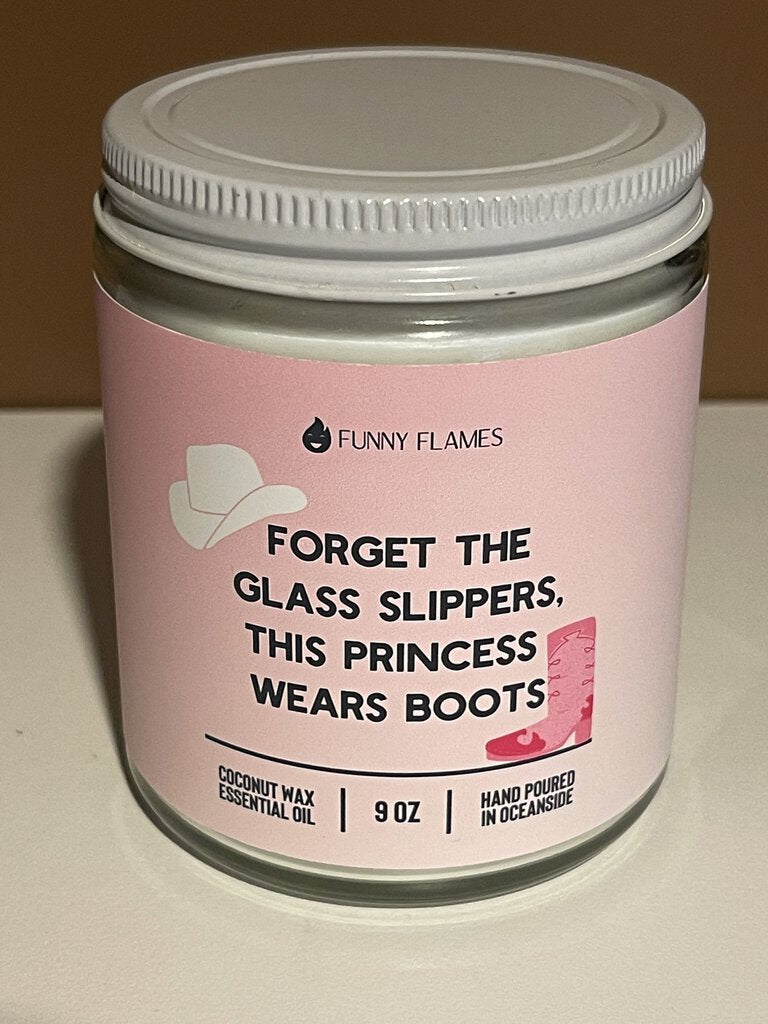 FUNNY FLAMES
FORGET THE
GLASS SLIPPERS,
THIS PRINCESS
WEARS BOOTS
COCONUT WAX
ESSENTIAL OIL
9 OZ
HAND POURED
IN OCEANSIDE